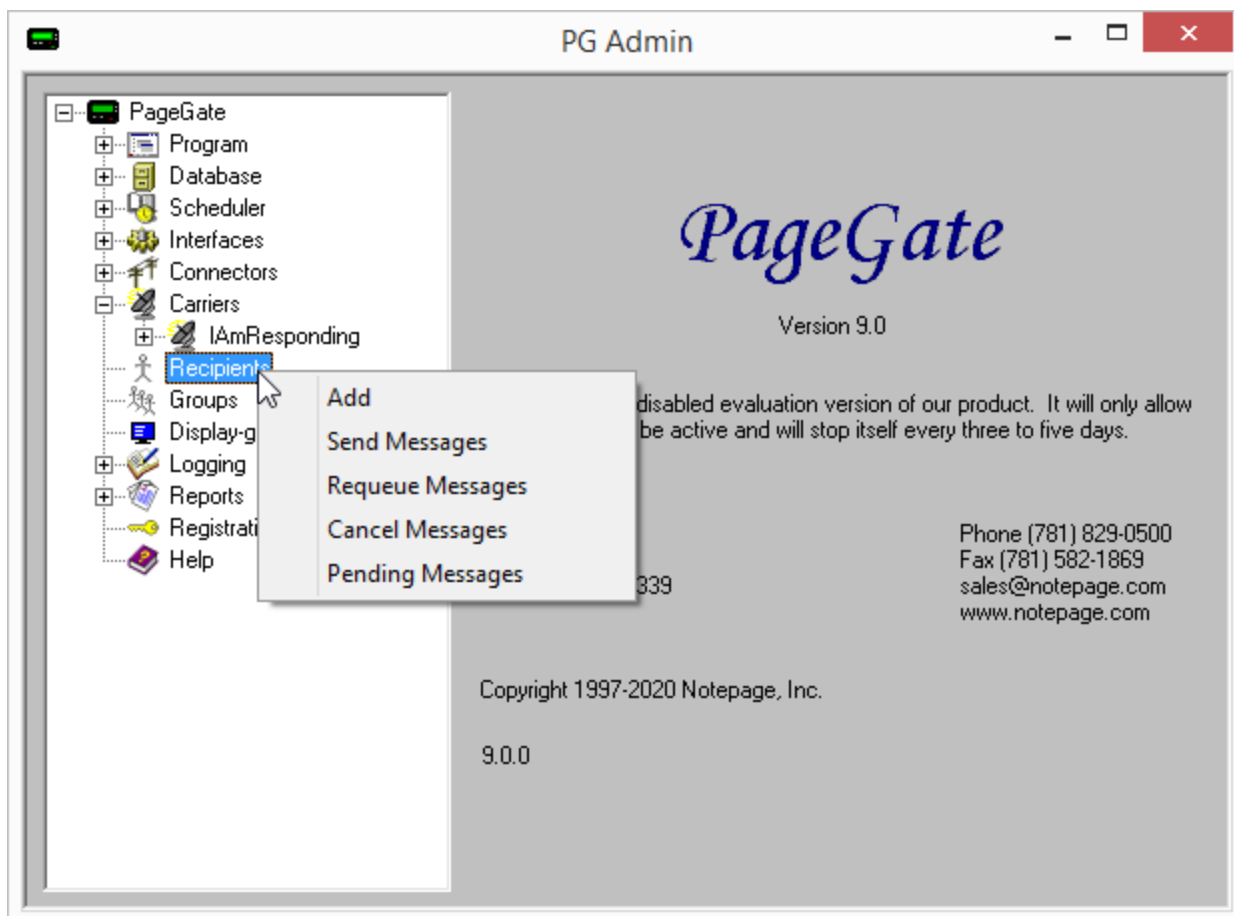 PG Admin
PageGate
Program
Database
Scheduler
Interfaces
Connectors
Carriers
IAmResponding
Recipients
Groups
Display-g
Logging
Reports
Registrati
Help
Add
Send Messages
Requeue Messages
Cancel Messages
Pending Messages
PageGate
Version 9.0
disabled evaluation version of our product. It will only allow
be active and will stop itself every three to five days.
339
Phone (781) 829-0500
Fax (781) 582-1869
sales@notepage.com
www.notepage.com
Copyright 1997-2020 Notepage, Inc.
9.0.0